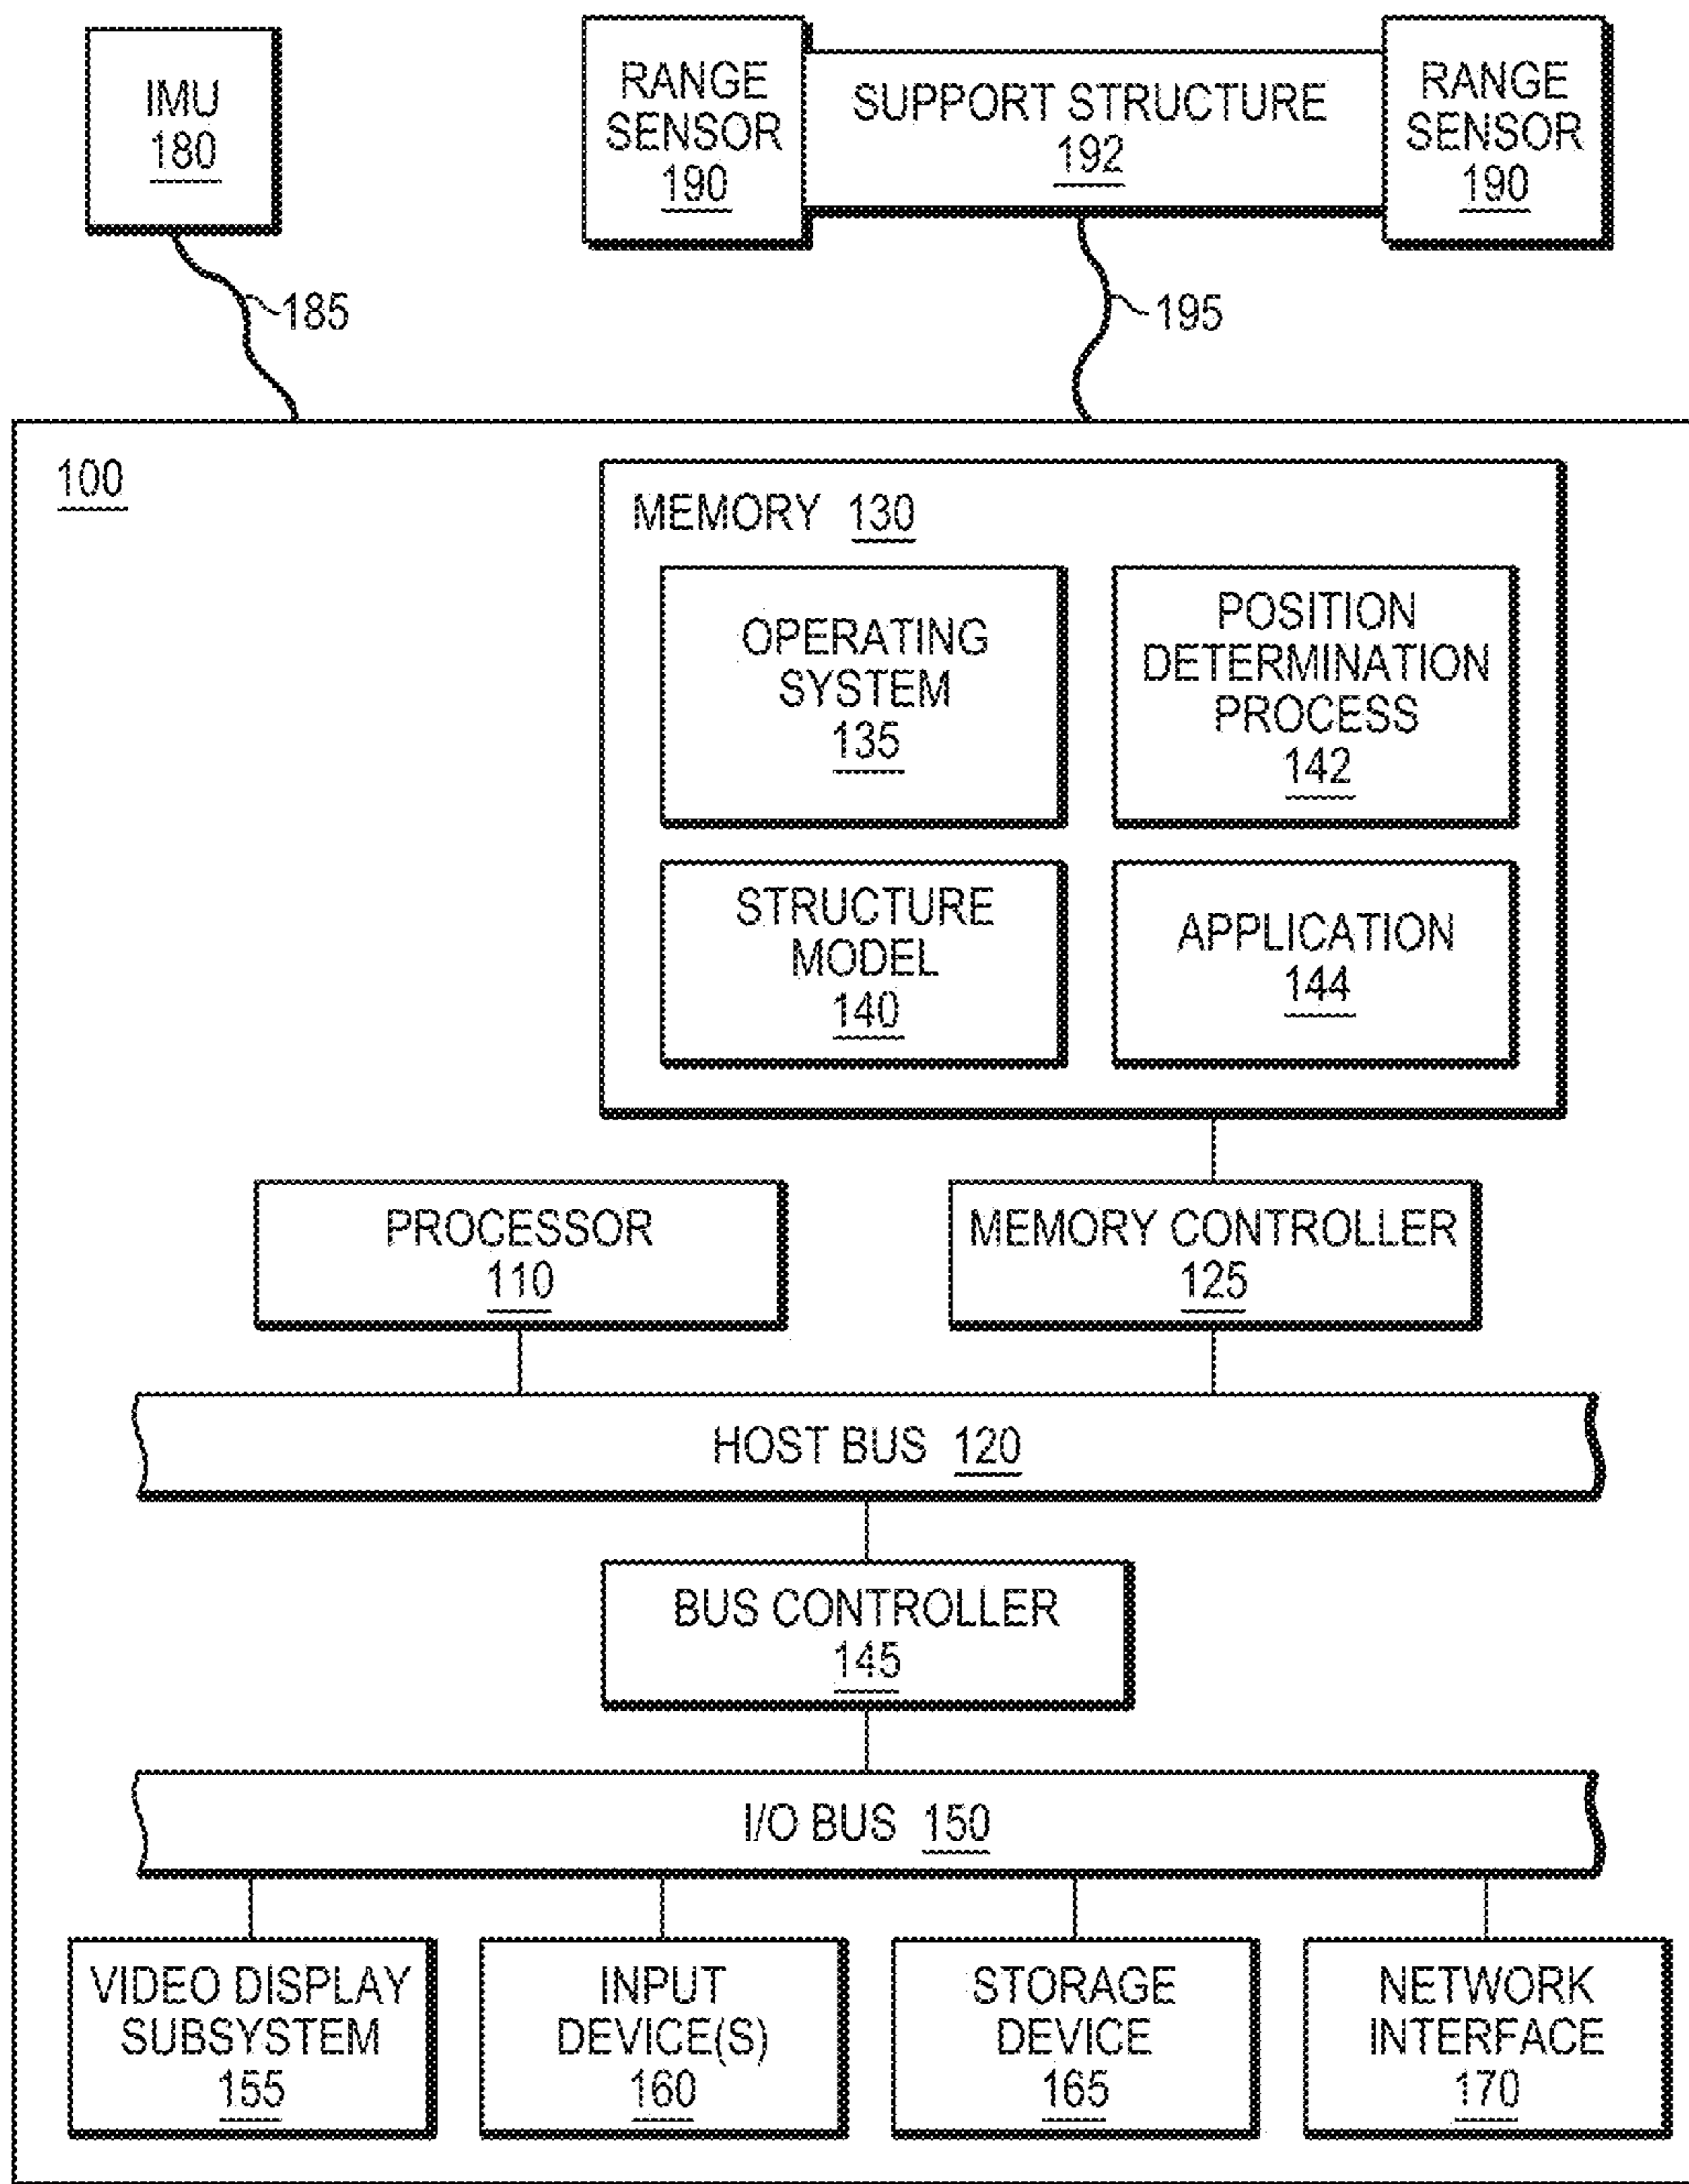 IMU
180
RANGE
SENSOR
190
SUPPORT STRUCTURE
192
RANGE
SENSOR
190
185
195
100
MEMORY 130
OPERATING
SYSTEM
135
POSITION
DETERMINATION
PROCESS
142
STRUCTURE
MODEL
140
APPLICATION
144
PROCESSOR
110
MEMORY CONTROLLER
125
HOST BUS 120
BUS CONTROLLER
145
I/O BUS 150
VIDEO DISPLAY
SUBSYSTEM
155
INPUT
DEVICE(S)
160
STORAGE
DEVICE
165
NETWORK
INTERFACE
170